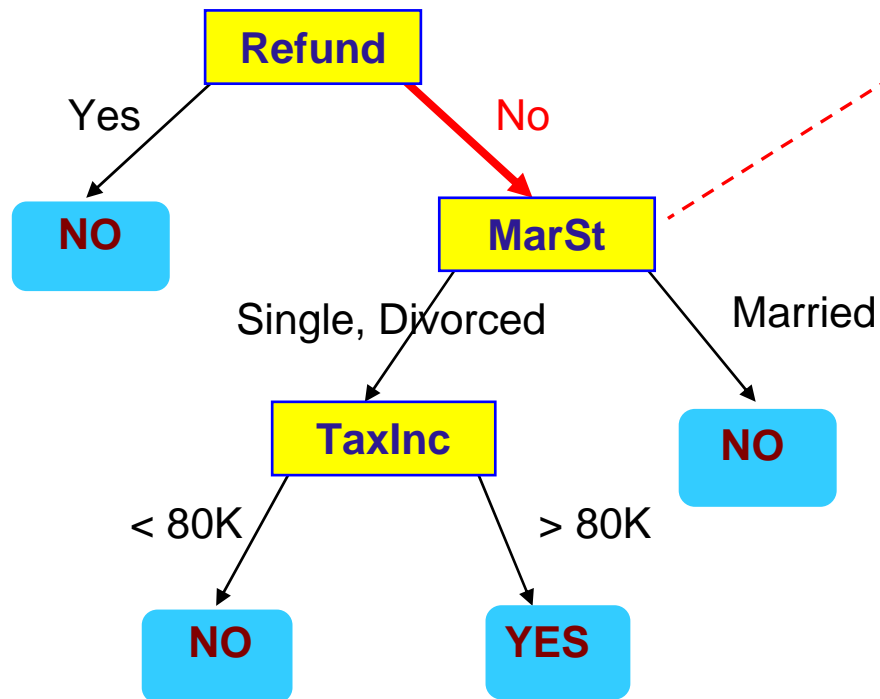 Refund
Yes
No
NO
MarSt
Single, Divorced
Married
TaxInc
NO
< 80K
> 80K
NO
YES